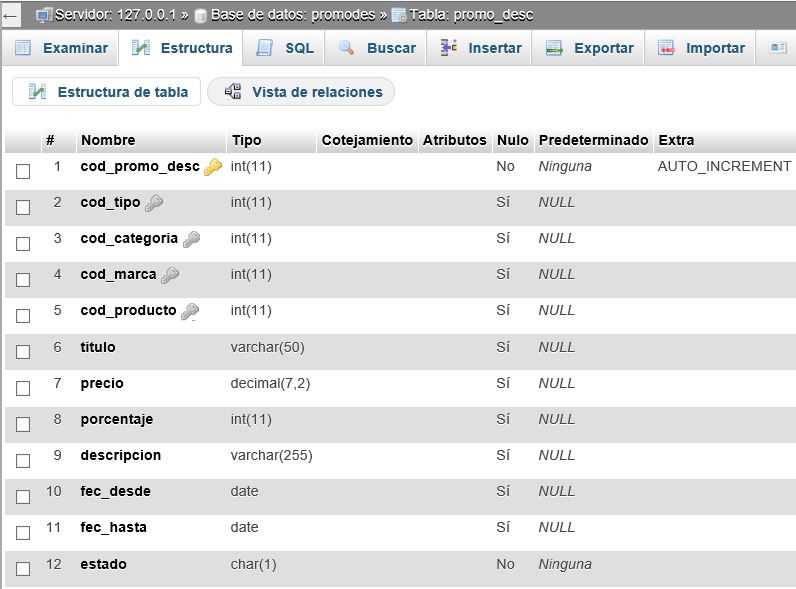 Servidor: 127.0.0.1 » Base de datos: promodes » Tabla: promo_desc
Examinar Estructura SQL Buscar Insertar Exportar Importar
Estructura de tabla Vista de relaciones
# Nombre Tipo Cotejamiento Atributos Nulo Predeterminado Extra
1 cod_promo_desc int(11) No Ninguna AUTO_INCREMENT
2 cod_tipo int(11) Sí NULL
3 cod_categoria int(11) Sí NULL
4 cod_marca int(11) Sí NULL
5 cod_producto int(11) Sí NULL
6 titulo varchar(50) Sí NULL
7 precio decimal(7,2) Sí NULL
8 porcentaje int(11) Sí NULL
9 descripcion varchar(255) Sí NULL
10 fec_desde date Sí NULL
11 fec_hasta date Sí NULL
12 estado char(1) No Ninguna